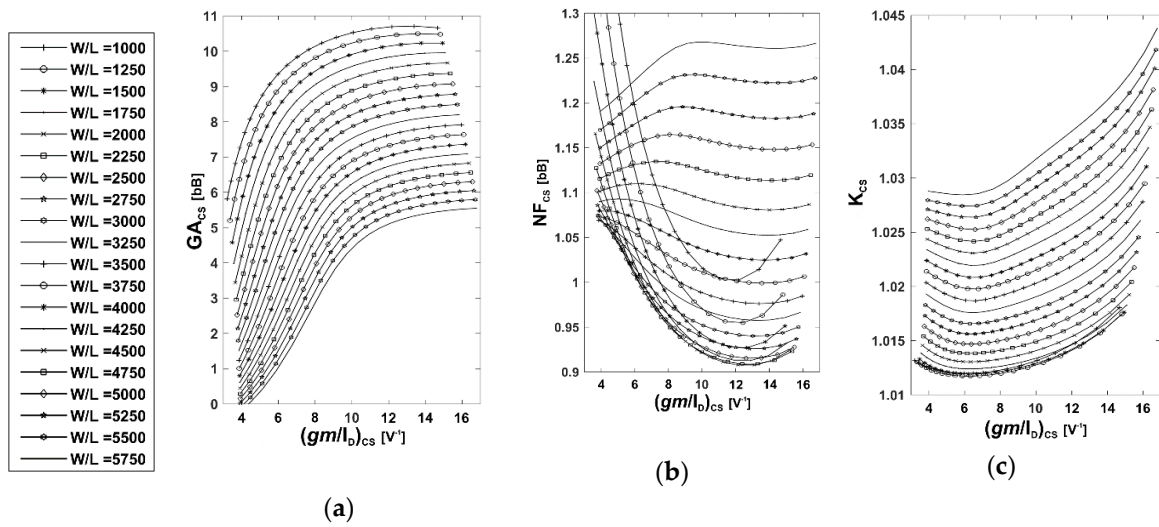 W/L =1000
W/L =1250
W/L =1500
W/L =1750
W/L =2000
W/L =2250
W/L =2500
W/L =2750
W/L =3000
W/L =3250
W/L =3500
W/L =3750
W/L =4000
W/L =4250
W/L =4500
W/L =4750
W/L =5000
W/L =5250
W/L =5500
W/L =5750
GA_CS [bB]
11
10
9
8
7
6
5
4
3
2
1
0
4 6 8 10 12 14 16
(gm/I_D)_CS [V⁻¹]
(a)
NF_CS [bB]
1.3
1.25
1.2
1.15
1.1
1.05
1
0.95
0.9
4 6 8 10 12 14 16
(gm/I_D)_CS [V⁻¹]
(b)
K_CS
1.045
1.04
1.035
1.03
1.025
1.02
1.015
1.01
4 6 8 10 12 14 16
(gm/I_D)_CS [V⁻¹]
(c)